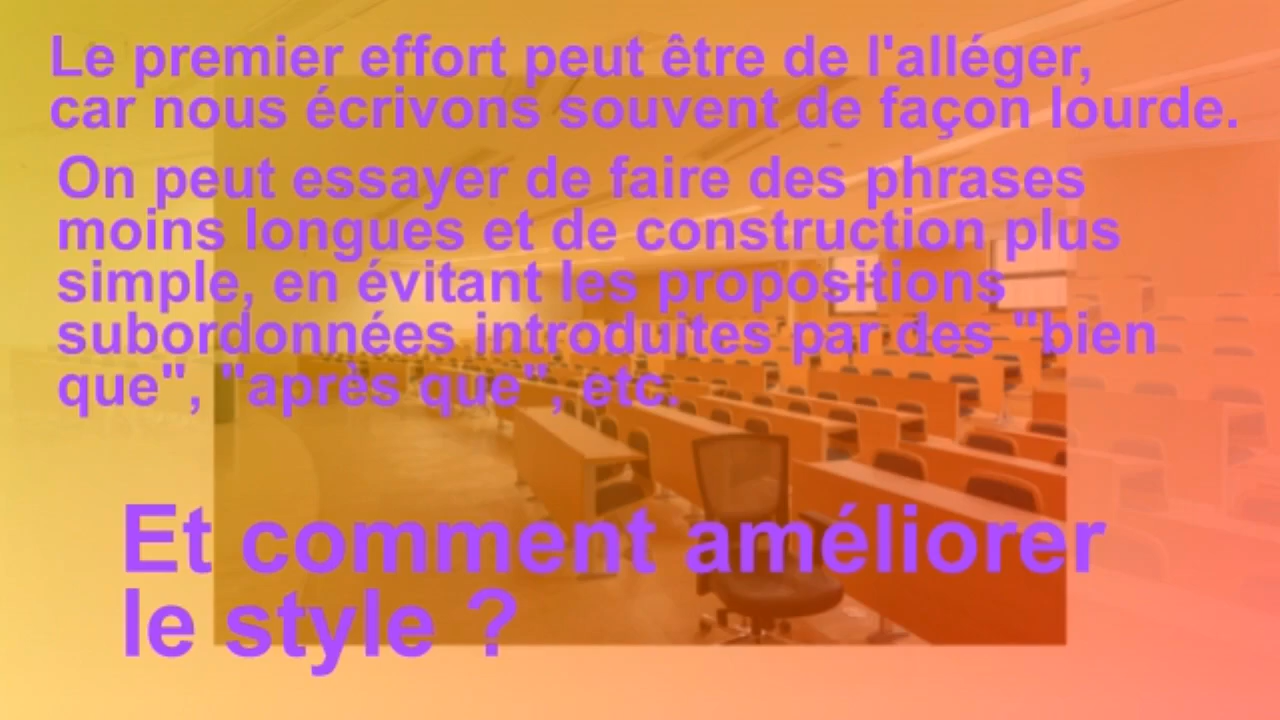 Le premier effort peut être de l'alléger,
car nous écrivons souvent de façon lourde.
On peut essayer de faire des phrases
moins longues et de construction plus
simple, en évitant les propositions
subordonnées introduites par des "bien
que", "après que", etc.
Et comment améliorer
le style ?